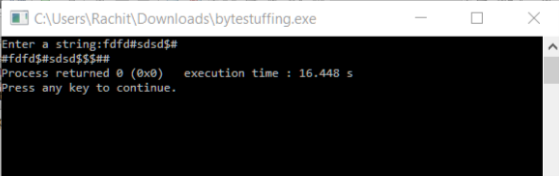 C:\Users\Rachit\Downloads\bytestuffing.exe
Enter a string:fdfd#sdsd$#
#fdfd$#sdsd$$$##
Process returned 0 (0x0)   execution time : 16.448 s
Press any key to continue.